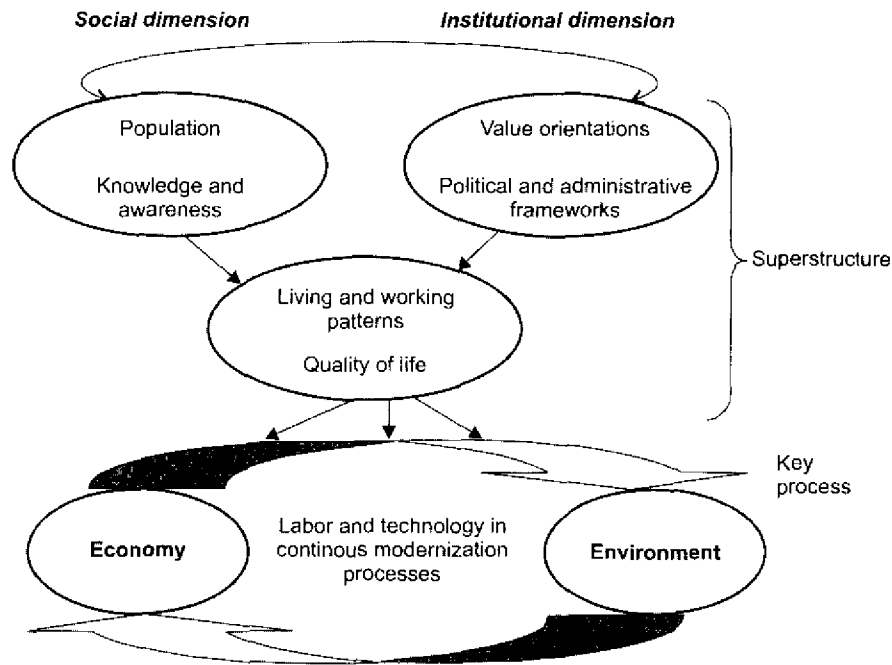 Social dimension
Institutional dimension
Population
Knowledge and
awareness
Value orientations
Political and administrative
frameworks
Superstructure
Living and working
patterns
Quality of life
Key
process
Economy
Labor and technology in
continous modernization
processes
Environment